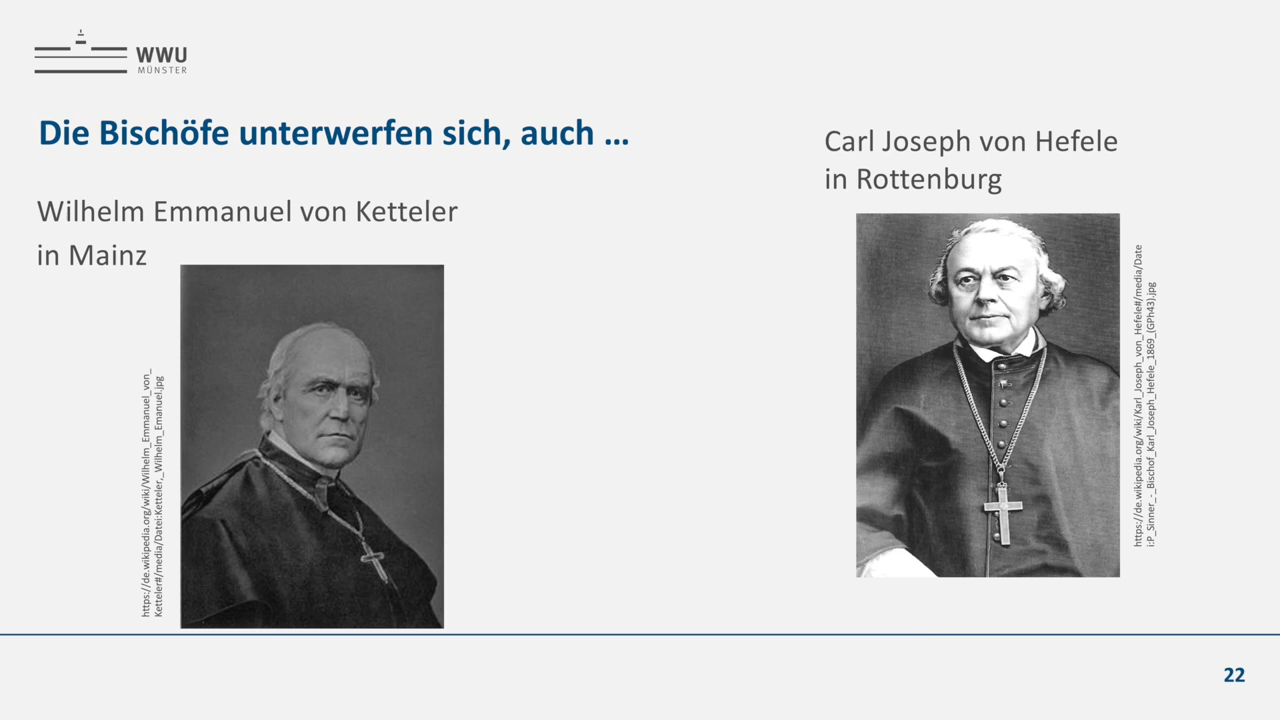 WWU
MÜNSTER
Die Bischöfe unterwerfen sich, auch …
Wilhelm Emmanuel von Ketteler
in Mainz
https://de.wikipedia.org/wiki/Wilhelm_Emmanuel_von_
Ketteler#/media/Datei:Ketteler,_Wilhelm_Emanuel.jpg
Carl Joseph von Hefele
in Rottenburg
https://de.wikipedia.org/wiki/Karl_Joseph_von_Hefele#/media/Date
i:P_Sinner_-_Bischof_Karl_Joseph_Hefele_1869_(GPh43).jpg
22